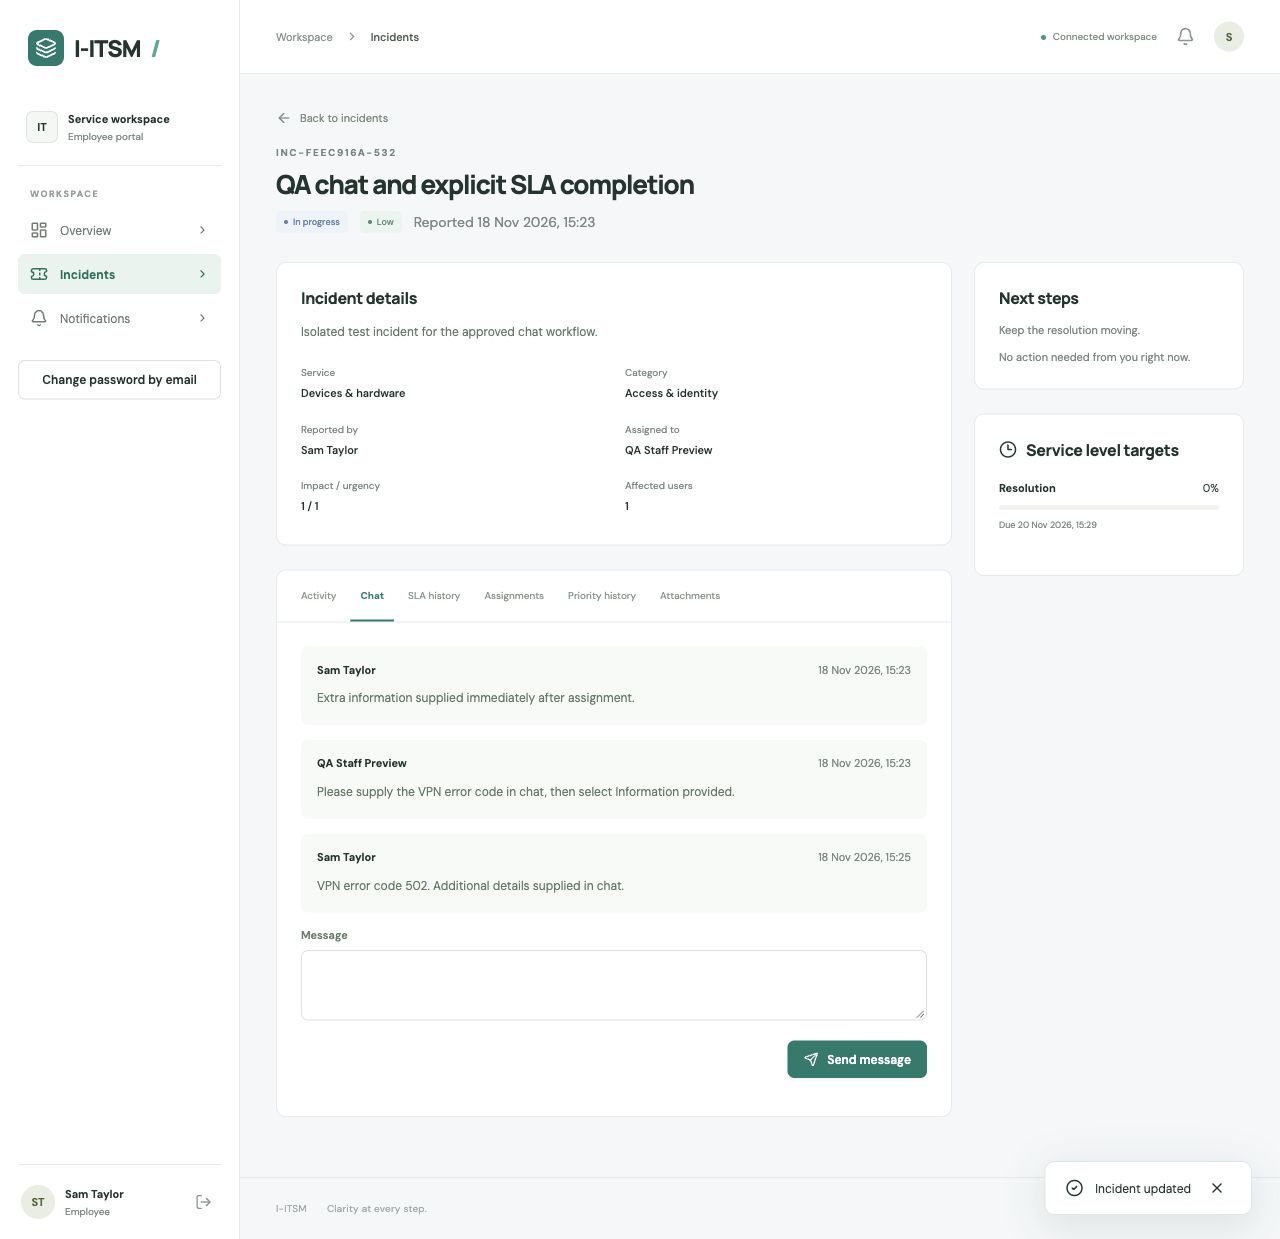 I-ITSM /
IT
Service workspace
Employee portal
WORKSPACE
Overview
Incidents
Notifications
Change password by email
ST
Sam Taylor
Employee
Workspace > Incidents
Connected workspace
S
Back to incidents
INC-FEEC916A-532
QA chat and explicit SLA completion
In progress
Low
Reported 18 Nov 2026, 15:23
Incident details
Isolated test incident for the approved chat workflow.
Service
Devices & hardware
Category
Access & identity
Reported by
Sam Taylor
Assigned to
QA Staff Preview
Impact / urgency
1 / 1
Affected users
1
Next steps
Keep the resolution moving.
No action needed from you right now.
Service level targets
Resolution 0%
Due 20 Nov 2026, 15:29
Activity Chat SLA history Assignments Priority history Attachments
Sam Taylor 18 Nov 2026, 15:23
Extra information supplied immediately after assignment.
QA Staff Preview 18 Nov 2026, 15:23
Please supply the VPN error code in chat, then select Information provided.
Sam Taylor 18 Nov 2026, 15:25
VPN error code 502. Additional details supplied in chat.
Message
Send message
I-ITSM Clarity at every step.
Incident updated